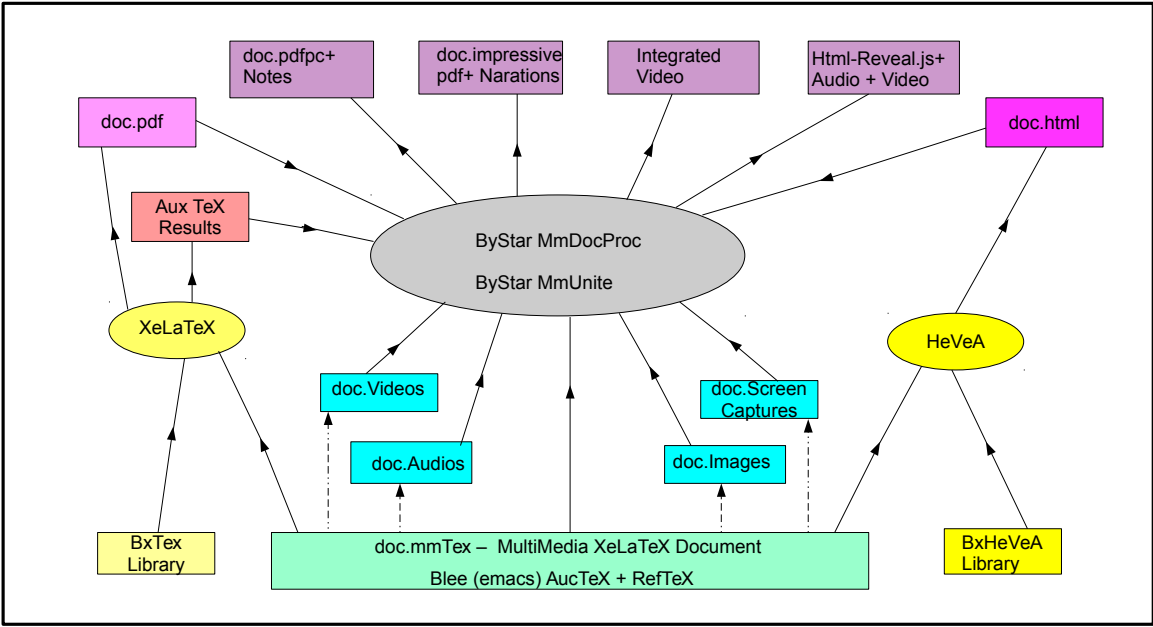 doc.pdfpc+
Notes
doc.impressive
pdf+ Narations
Integrated
Video
Html-Reveal.js+
Audio + Video
doc.pdf
doc.html
Aux TeX
Results
ByStar MmDocProc
ByStar MmUnite
XeLaTeX
HeVeA
doc.Videos
doc.Screen
Captures
doc.Audios
doc.Images
BxTex
Library
doc.mmTex – MultiMedia XeLaTeX Document
Blee (emacs) AucTeX + RefTeX
BxHeVeA
Library